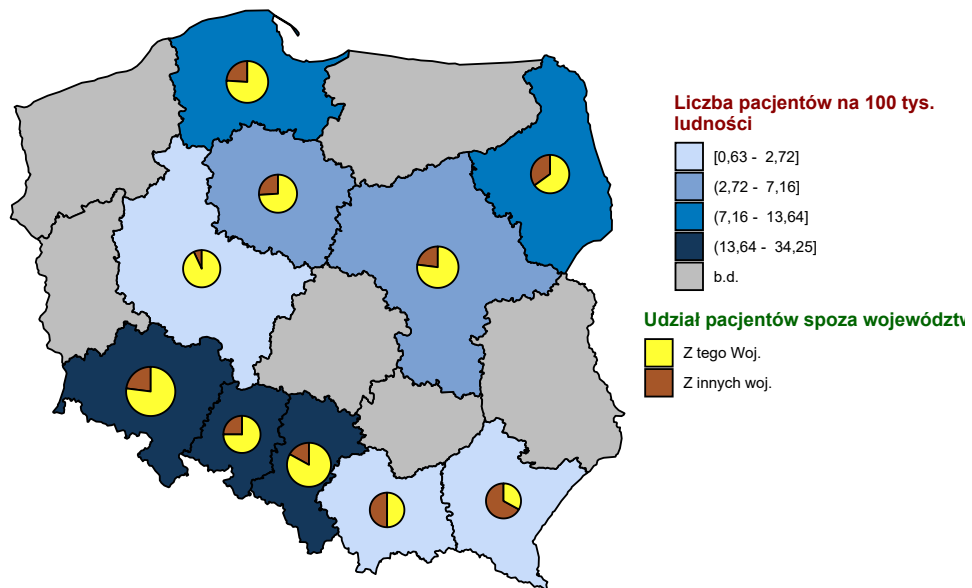 Liczba pacjentów na 100 tys.
ludności
[0,63 - 2,72]
(2,72 - 7,16]
(7,16 - 13,64]
(13,64 - 34,25]
b.d.
Udział pacjentów spoza województw
Z tego Woj.
Z innych woj.